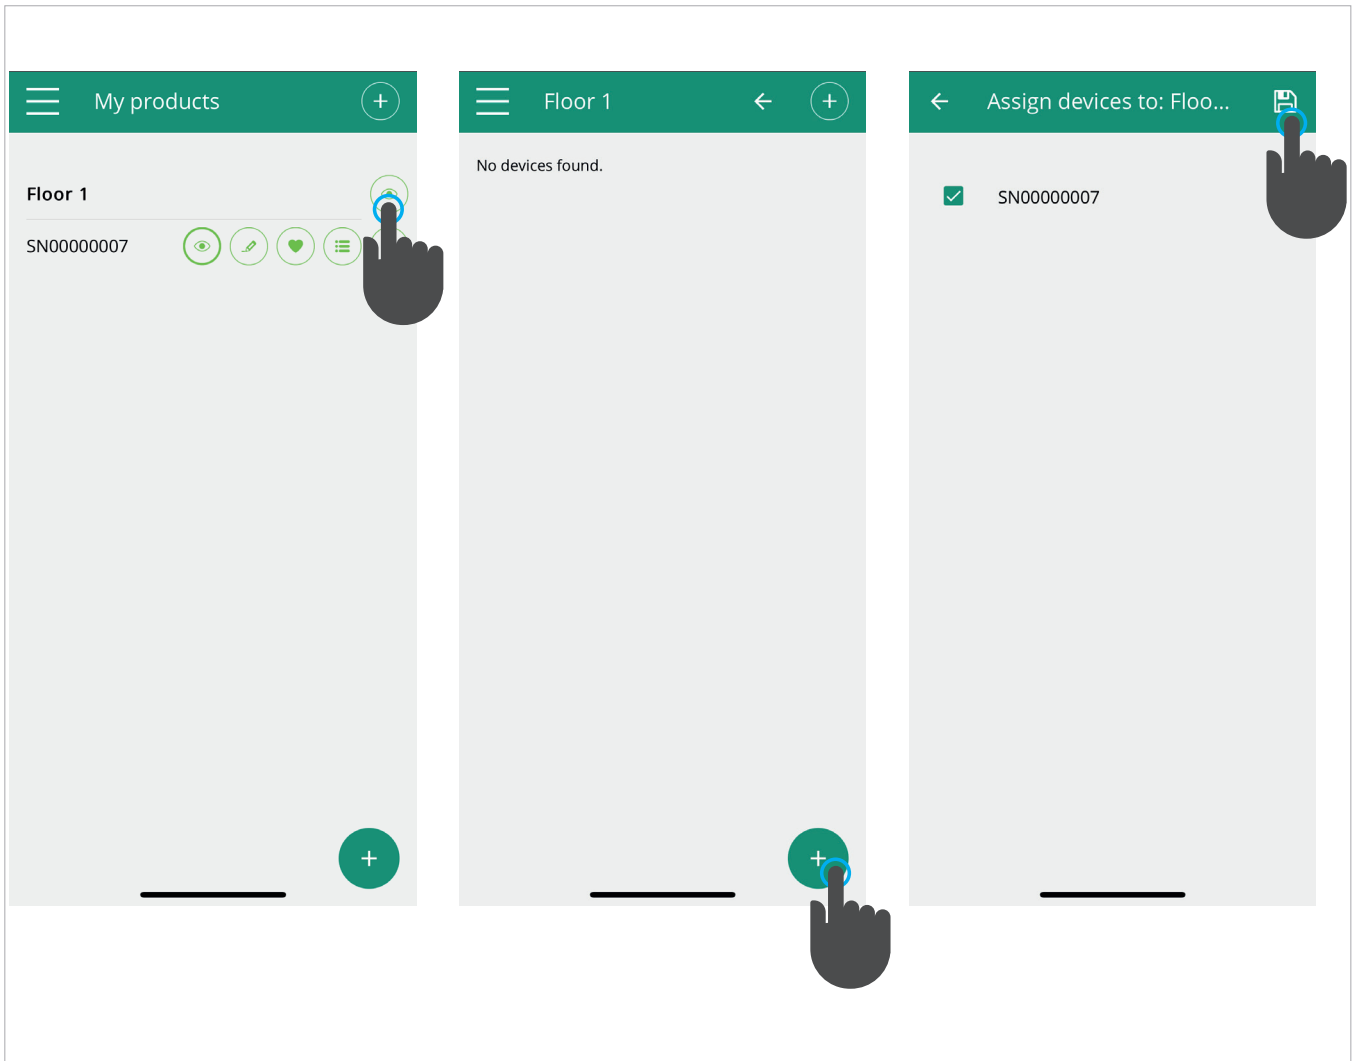 My products
Floor 1
SN00000007
Floor 1
No devices found.
Assign devices to: Floo...
SN00000007